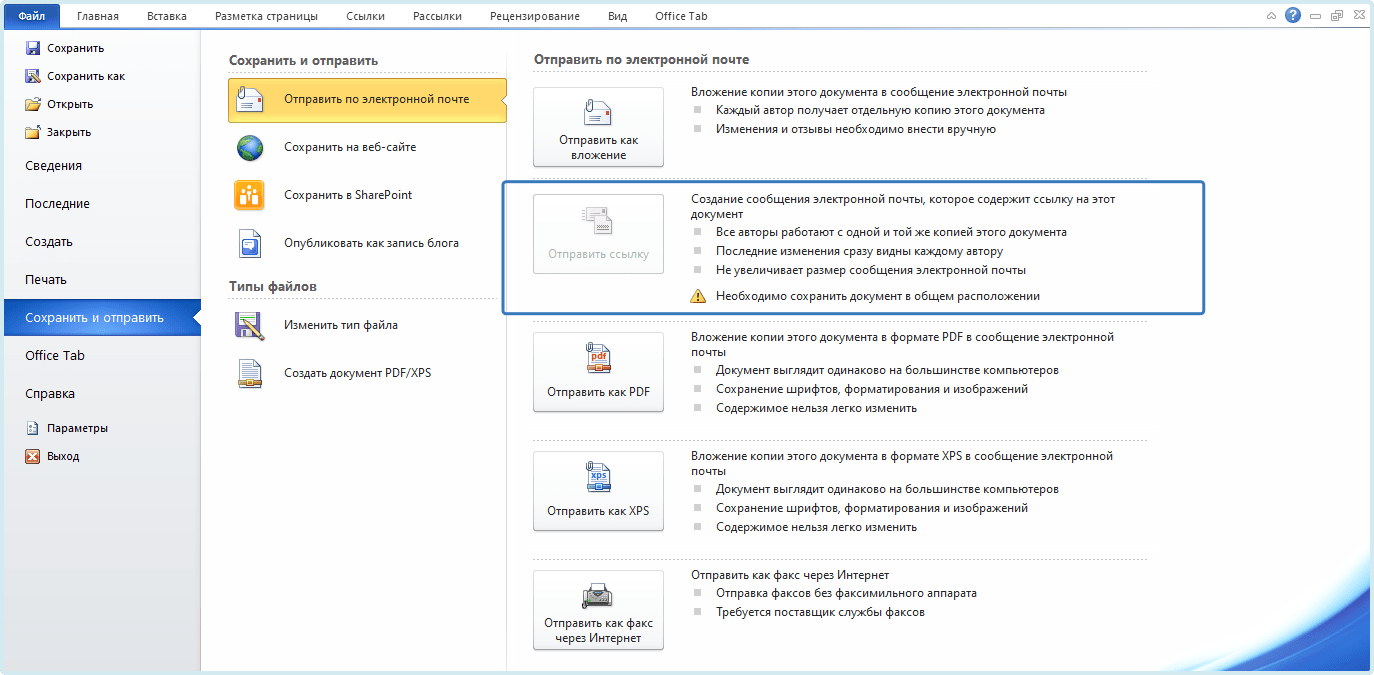 Файл
Главная
Вставка
Разметка страницы
Ссылки
Рассылки
Рецензирование
Вид
Office Tab
Сохранить
Сохранить как
Открыть
Закрыть
Сведения
Последние
Создать
Печать
Сохранить и отправить
Office Tab
Справка
Параметры
Выход
Сохранить и отправить
Отправить по электронной почте
Сохранить на веб-сайте
Сохранить в SharePoint
Опубликовать как запись блога
Типы файлов
Изменить тип файла
Создать документ PDF/XPS
Отправить по электронной почте
Отправить как
вложение
Вложение копии этого документа в сообщение электронной почты
Каждый автор получает отдельную копию этого документа
Изменения и отзывы необходимо внести вручную
Отправить ссылку
Создание сообщения электронной почты, которое содержит ссылку на этот
документ
Все авторы работают с одной и той же копией этого документа
Последние изменения сразу видны каждому автору
Не увеличивает размер сообщения электронной почты
Необходимо сохранить документ в общем расположении
pdf
Отправить как PDF
Вложение копии этого документа в формате PDF в сообщение электронной
почты
Документ выглядит одинаково на большинстве компьютеров
Сохранение шрифтов, форматирования и изображений
Содержимое нельзя легко изменить
xps
Отправить как XPS
Вложение копии этого документа в формате XPS в сообщение электронной
почты
Документ выглядит одинаково на большинстве компьютеров
Сохранение шрифтов, форматирования и изображений
Содержимое нельзя легко изменить
Отправить как факс
через Интернет
Отправить как факс через Интернет
Отправка факсов без факсимильного аппарата
Требуется поставщик службы факсов